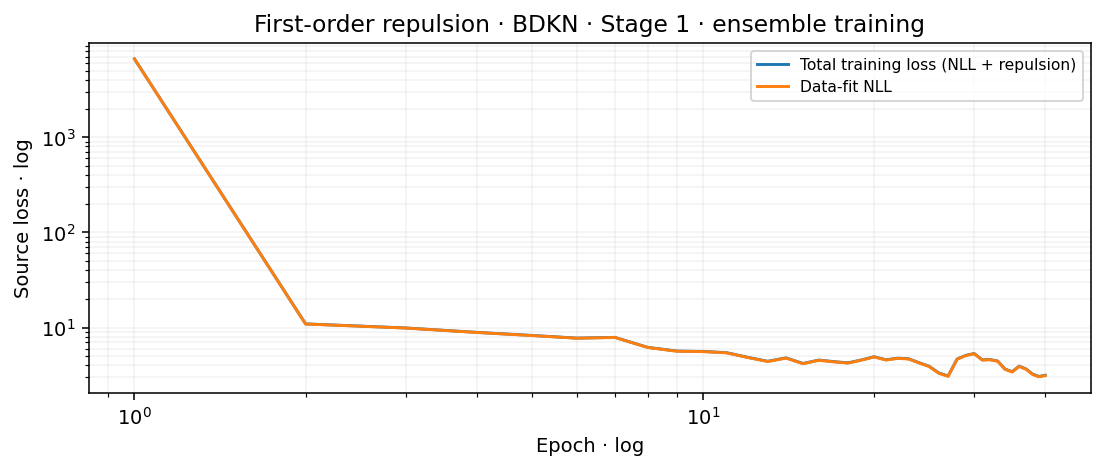 First-order repulsion · BDKN · Stage 1 · ensemble training
Total training loss (NLL + repulsion)
Data-fit NLL
Source loss · log
10³
10²
10¹
10⁰
10¹
Epoch · log